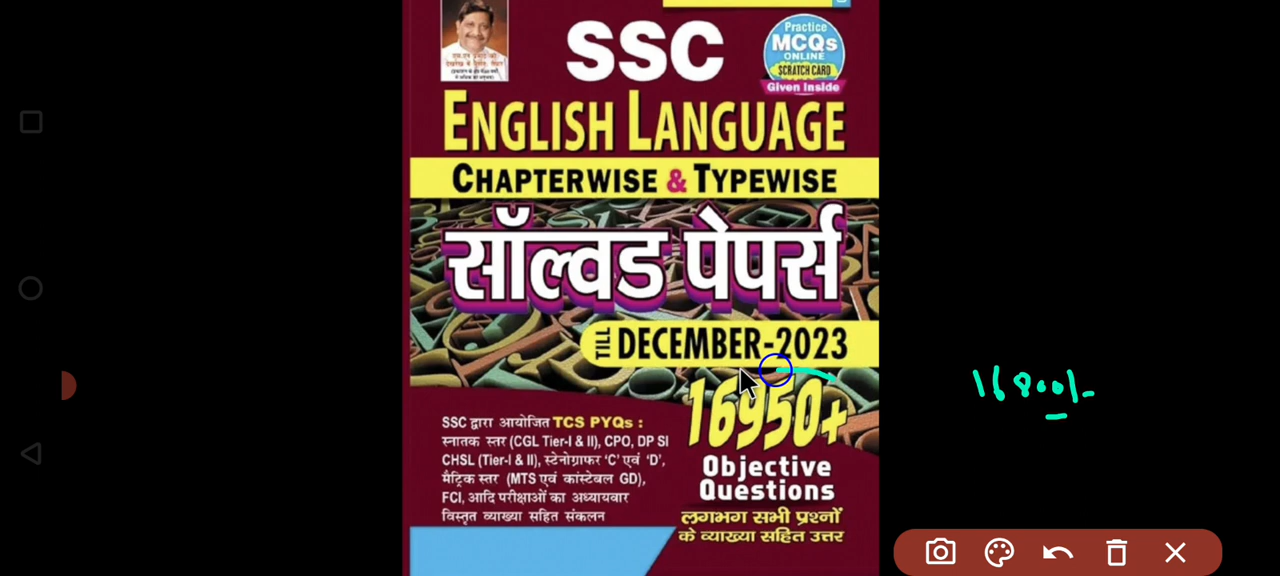 SSC
Practice
MCQs
ONLINE
SCRATCH CARD
Given Inside
ENGLISH LANGUAGE
CHAPTERWISE & TYPEWISE
सॉल्वड पेपर्स
TILL DECEMBER-2023
16950+
Objective
Questions
लगभग सभी प्रश्नों
के व्याख्या सहित उत्तर
SSC द्वारा आयोजित TCS PYQs :
स्नातक स्तर (CGL Tier-I & II), CPO, DP SI
CHSL (Tier-I & II), स्टेनोग्राफर ‘C’ एवं ‘D’,
मैट्रिक स्तर (MTS एवं कांस्टेबल GD),
FCI, आदि परीक्षाओं का अध्यायवार
विस्तृत व्याख्या सहित संकलन